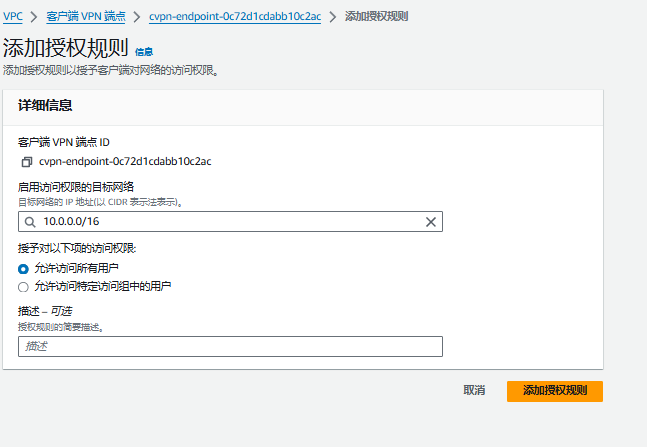 VPC > 客户端 VPN 端点 > cvpn-endpoint-0c72d1cdabb10c2ac > 添加授权规则
添加授权规则 信息
添加授权规则以授予客户端对网络的访问权限。
详细信息
客户端 VPN 端点 ID
cvpn-endpoint-0c72d1cdabb10c2ac
启用访问权限的目标网络
目标网络的 IP 地址(以 CIDR 表示法表示)。
10.0.0.0/16
授予对以下项的访问权限:
允许访问所有用户
允许访问特定访问组中的用户
描述 – 可选
授权规则的简要描述。
描述
取消 添加授权规则